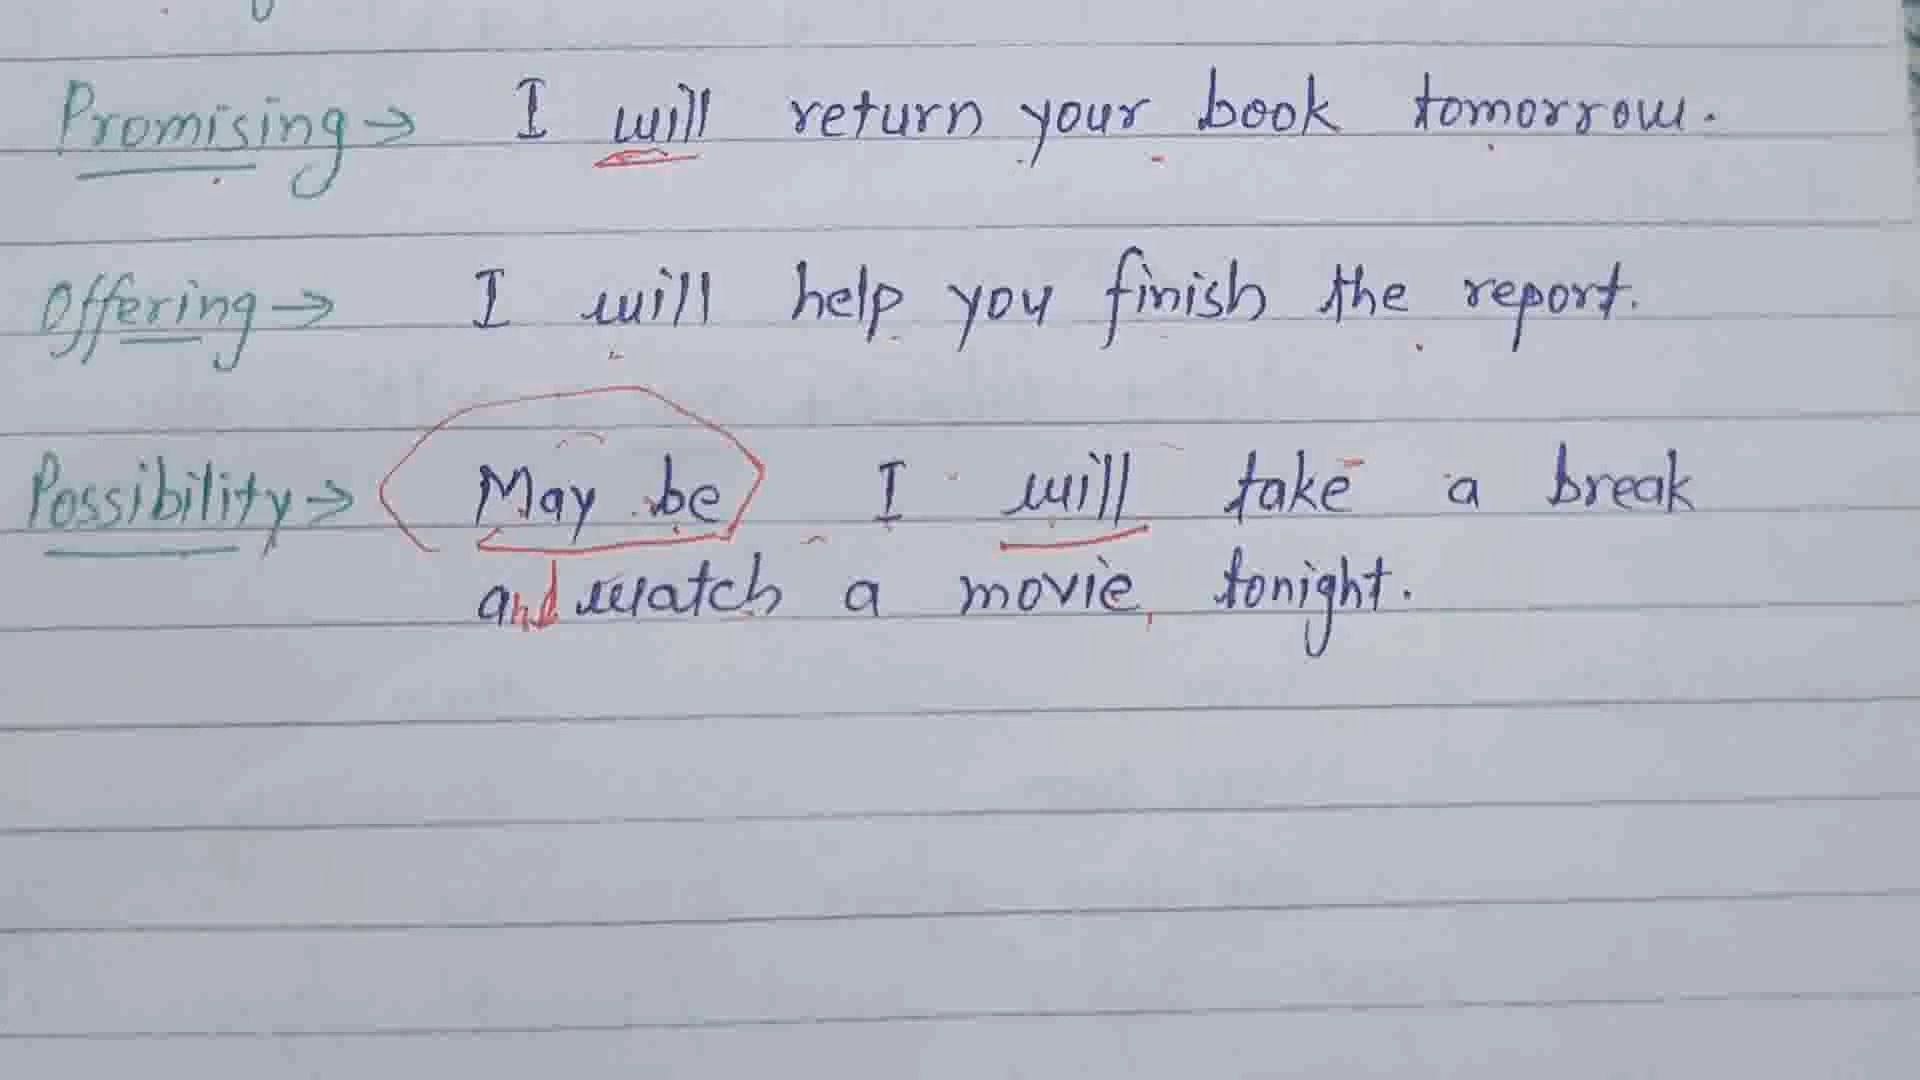 Promising → I will return your book tomorrow.
Offering → I will help you finish the report.
Possibility → May be I will take a break
and watch a movie tonight.